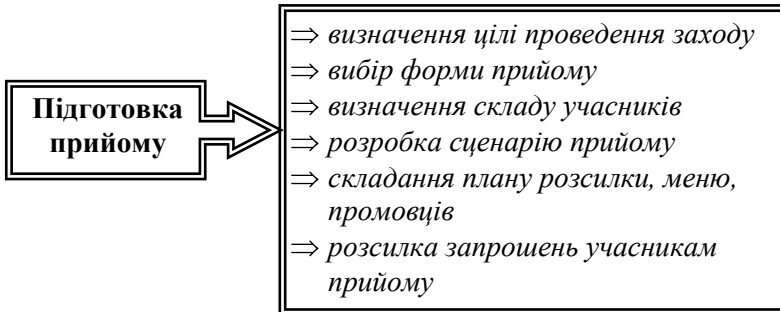 Підготовка
прийому
⇒ визначення цілі проведення заходу
⇒ вибір форми прийому
⇒ визначення складу учасників
⇒ розробка сценарію прийому
⇒ складання плану розсилки, меню,
промовців
⇒ розсилка запрошень учасникам
прийому